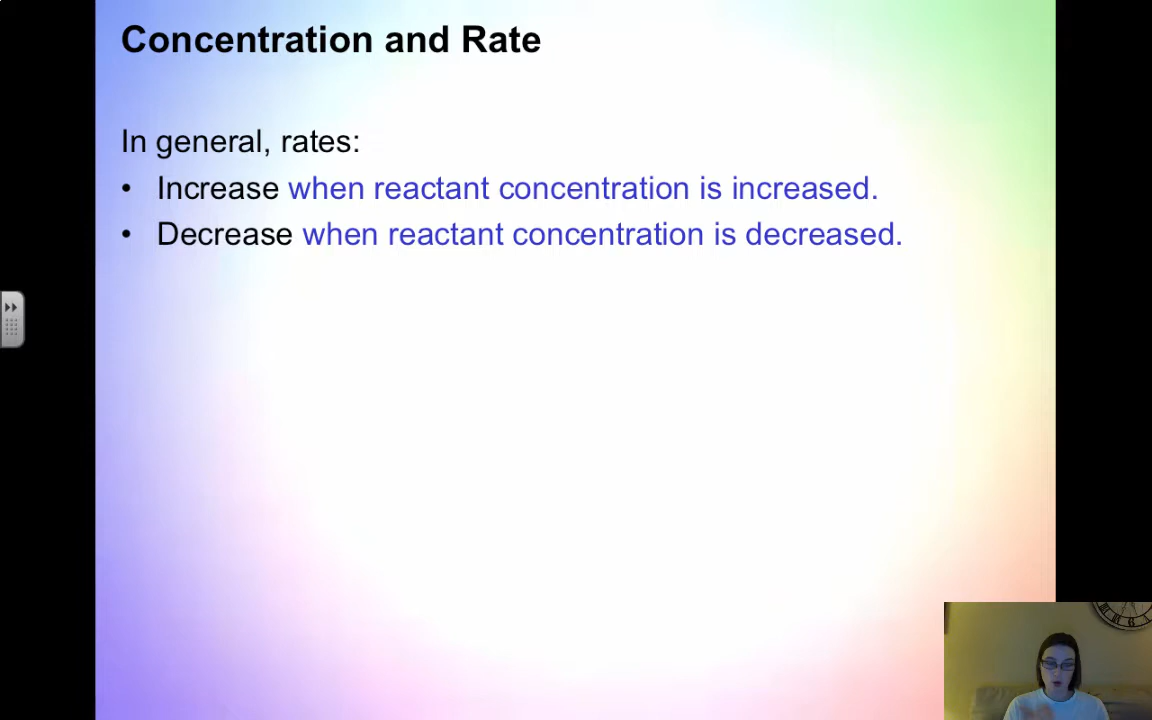 Concentration and Rate
In general, rates:
• Increase when reactant concentration is increased.
• Decrease when reactant concentration is decreased.